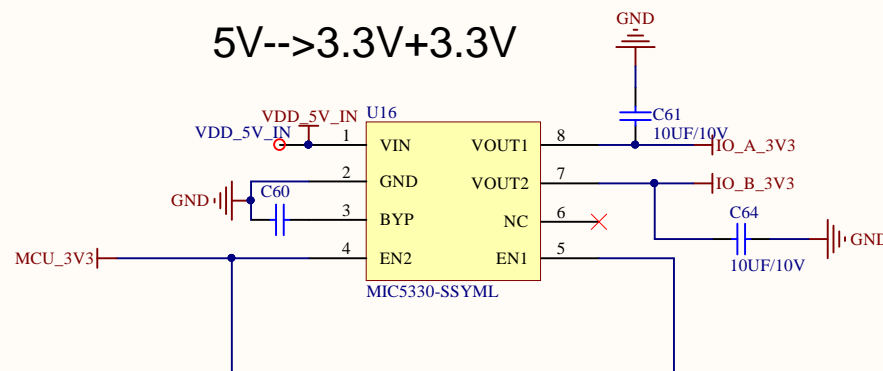 5V-->3.3V+3.3V
GND
VDD_5V_IN
U16
VDD_5V_IN
C61
10UF/10V
1 VIN VOUT1 8
IO_A_3V3
2 GND VOUT2 7
IO_B_3V3
GND
C60
3 BYP NC 6
C64
GND
MCU_3V3
4 EN2 EN1 5
10UF/10V
MIC5330-SSYML